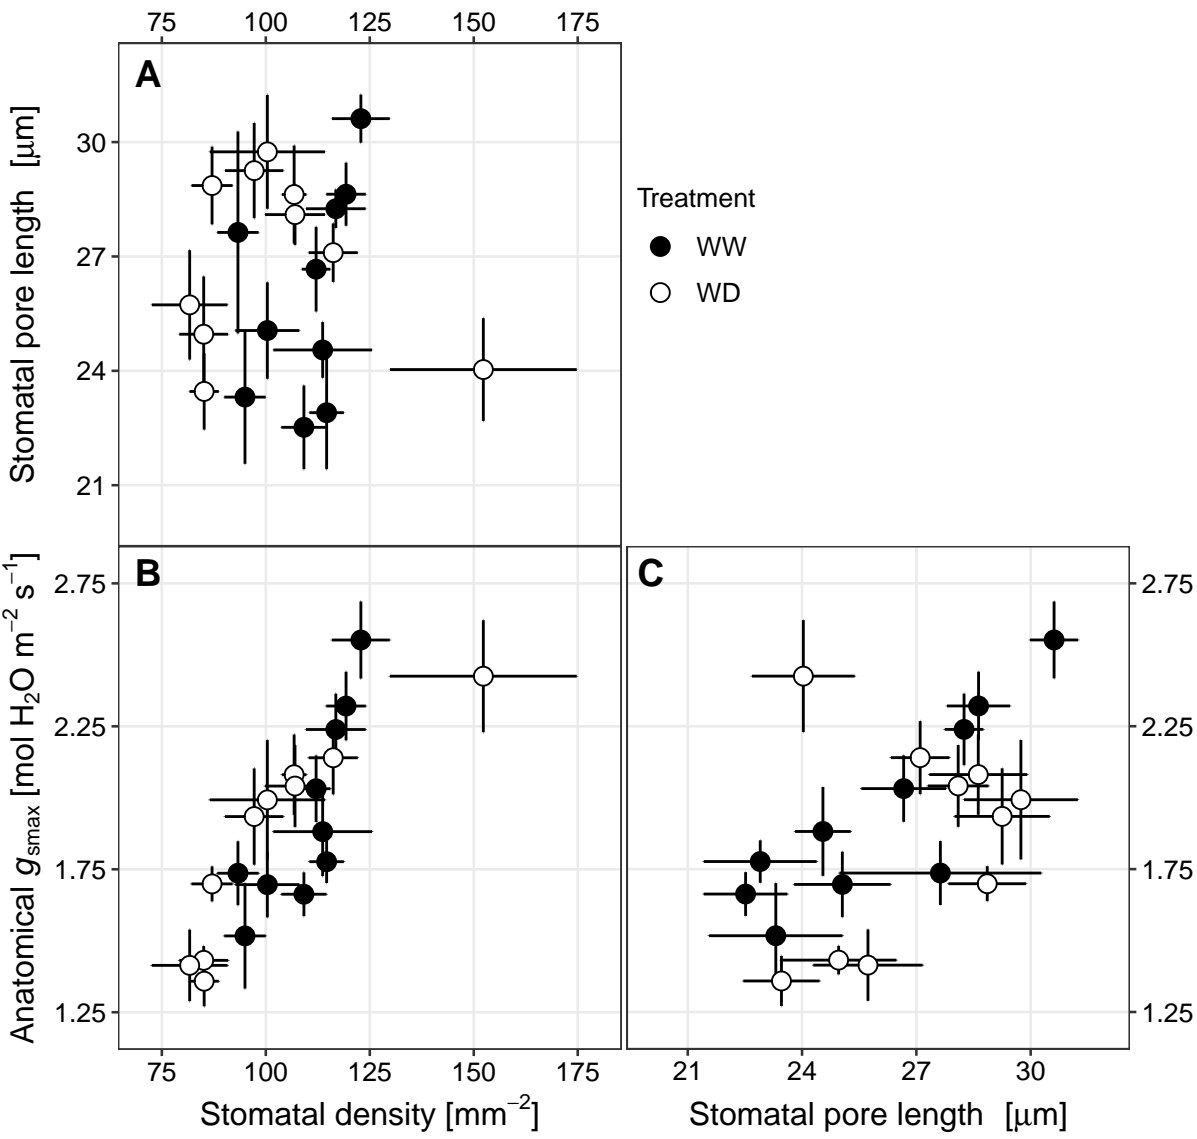 75 100 125 150 175
A
Stomatal pore length [μm]
30
27
24
21
Treatment
WW
WD
B
Anatomical gsmax [mol H2O m−2 s−1]
2.75
2.25
1.75
1.25
75 100 125 150 175
Stomatal density [mm−2]
C
2.75
2.25
1.75
1.25
21 24 27 30
Stomatal pore length [μm]